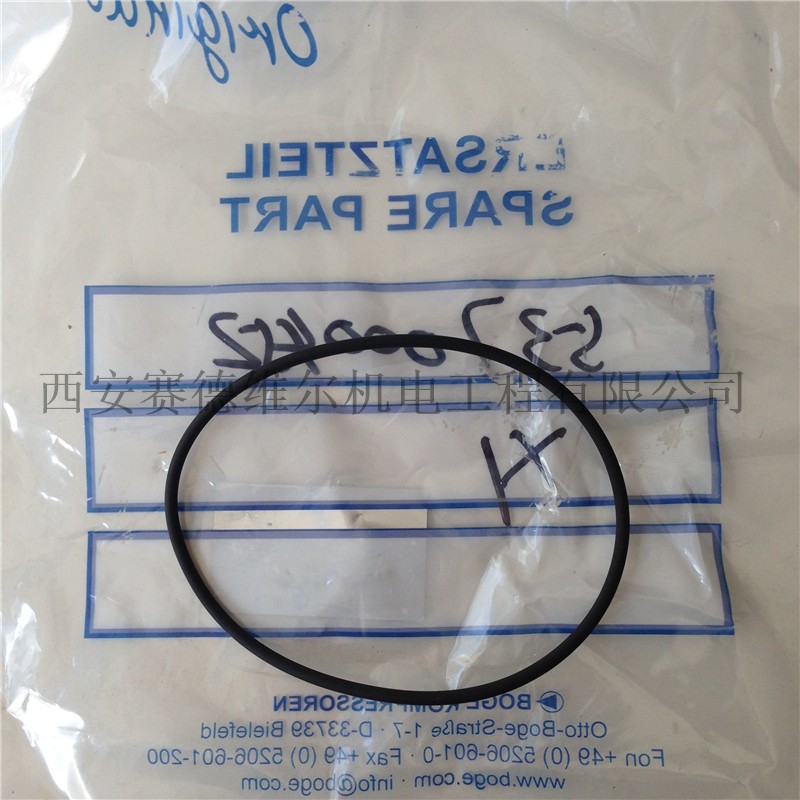 Original
ERSATZTEIL
SPARE PART
西安赛德维尔机电工程有限公司
BOGE KOMPRESSOREN
Otto-Boge-Straße 1-7 · D-33739 Bielefeld
Fon +49 (0) 5206-601-0 · Fax +49 (0) 5206-601-200
www.boge.com · info@boge.com